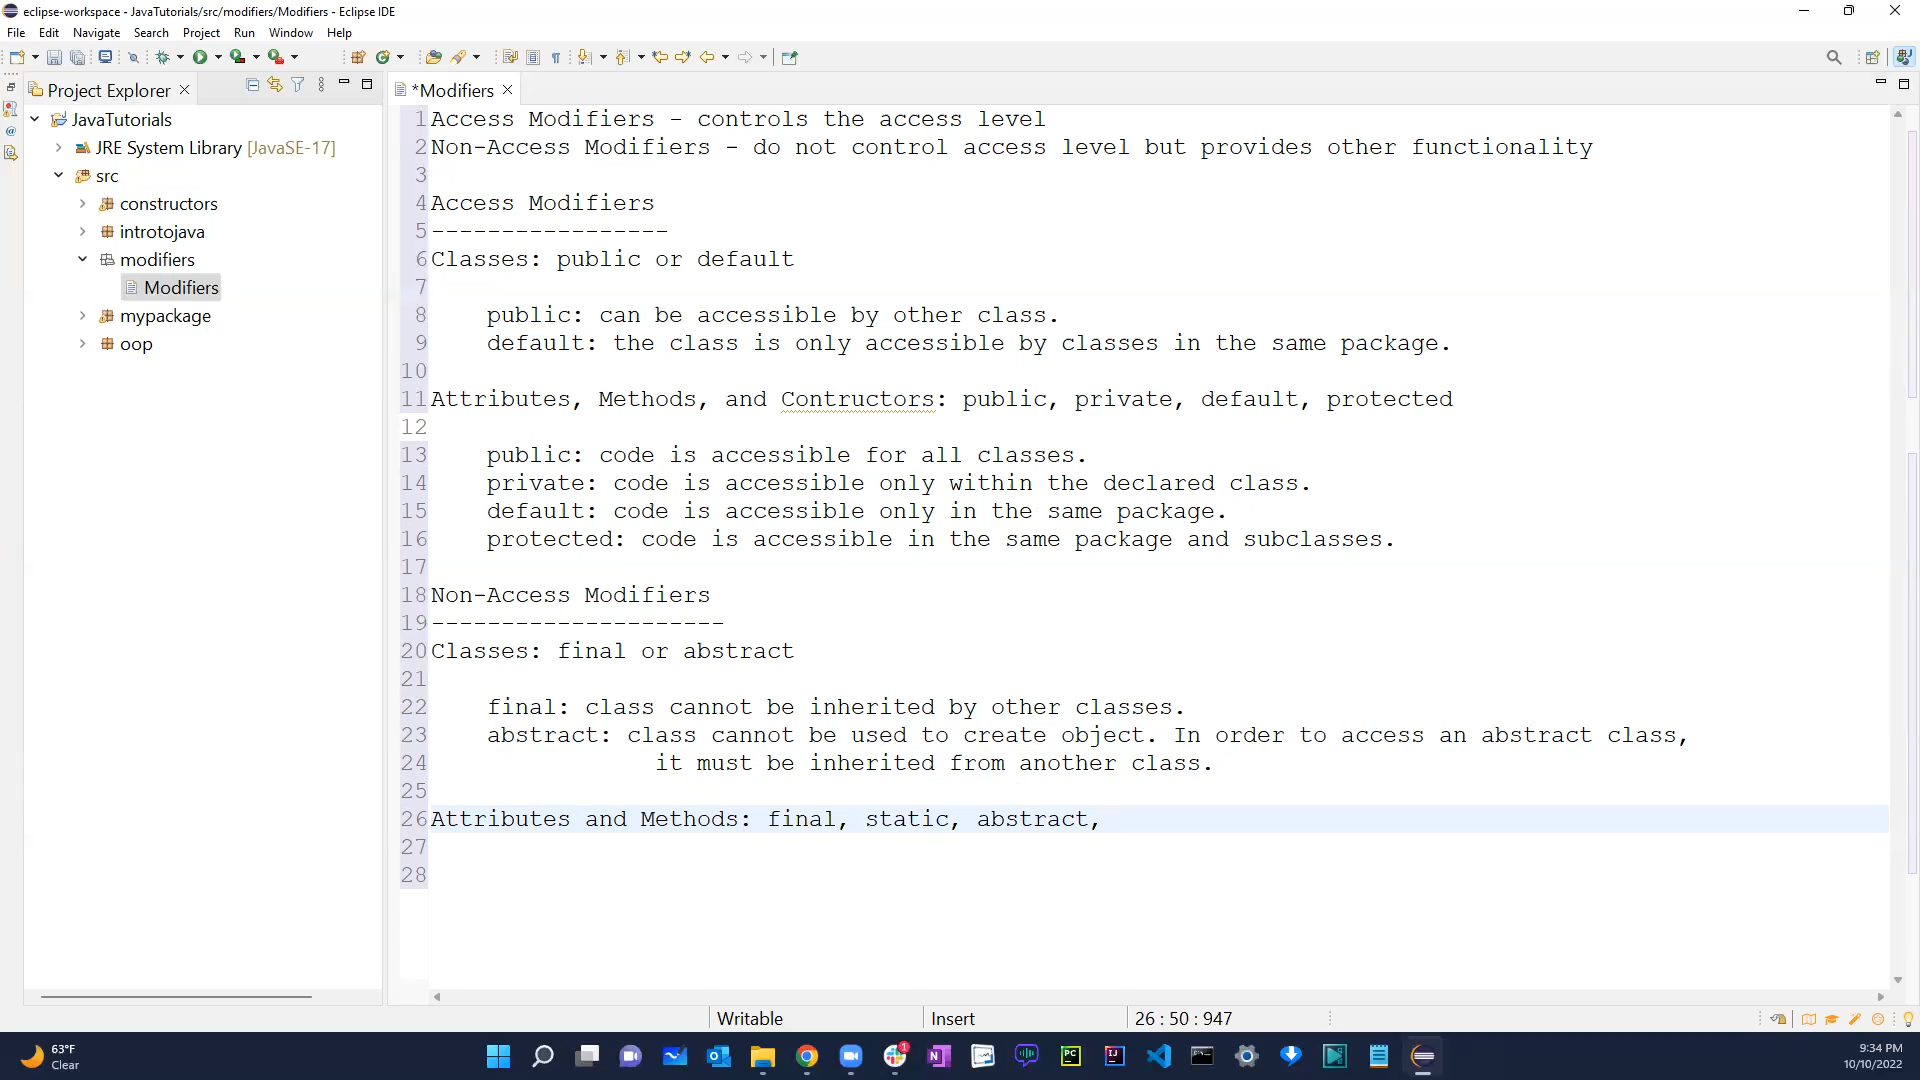 eclipse-workspace - JavaTutorials/src/modifiers/Modifiers - Eclipse IDE
File Edit Navigate Search Project Run Window Help
Project Explorer
*Modifiers
JavaTutorials
JRE System Library [JavaSE-17]
src
constructors
introtojava
modifiers
Modifiers
mypackage
oop
1 Access Modifiers - controls the access level
2 Non-Access Modifiers - do not control access level but provides other functionality
3
4 Access Modifiers
5 -----------------
6 Classes: public or default
7
8 public: can be accessible by other class.
9 default: the class is only accessible by classes in the same package.
10
11 Attributes, Methods, and Contructors: public, private, default, protected
12
13 public: code is accessible for all classes.
14 private: code is accessible only within the declared class.
15 default: code is accessible only in the same package.
16 protected: code is accessible in the same package and subclasses.
17
18 Non-Access Modifiers
19 ---------------------
20 Classes: final or abstract
21
22 final: class cannot be inherited by other classes.
23 abstract: class cannot be used to create object. In order to access an abstract class,
24 it must be inherited from another class.
25
26 Attributes and Methods: final, static, abstract,
27
28
Writable Insert 26 : 50 : 947
63°F
Clear
1
N
PC
IJ
9:34 PM
10/10/2022